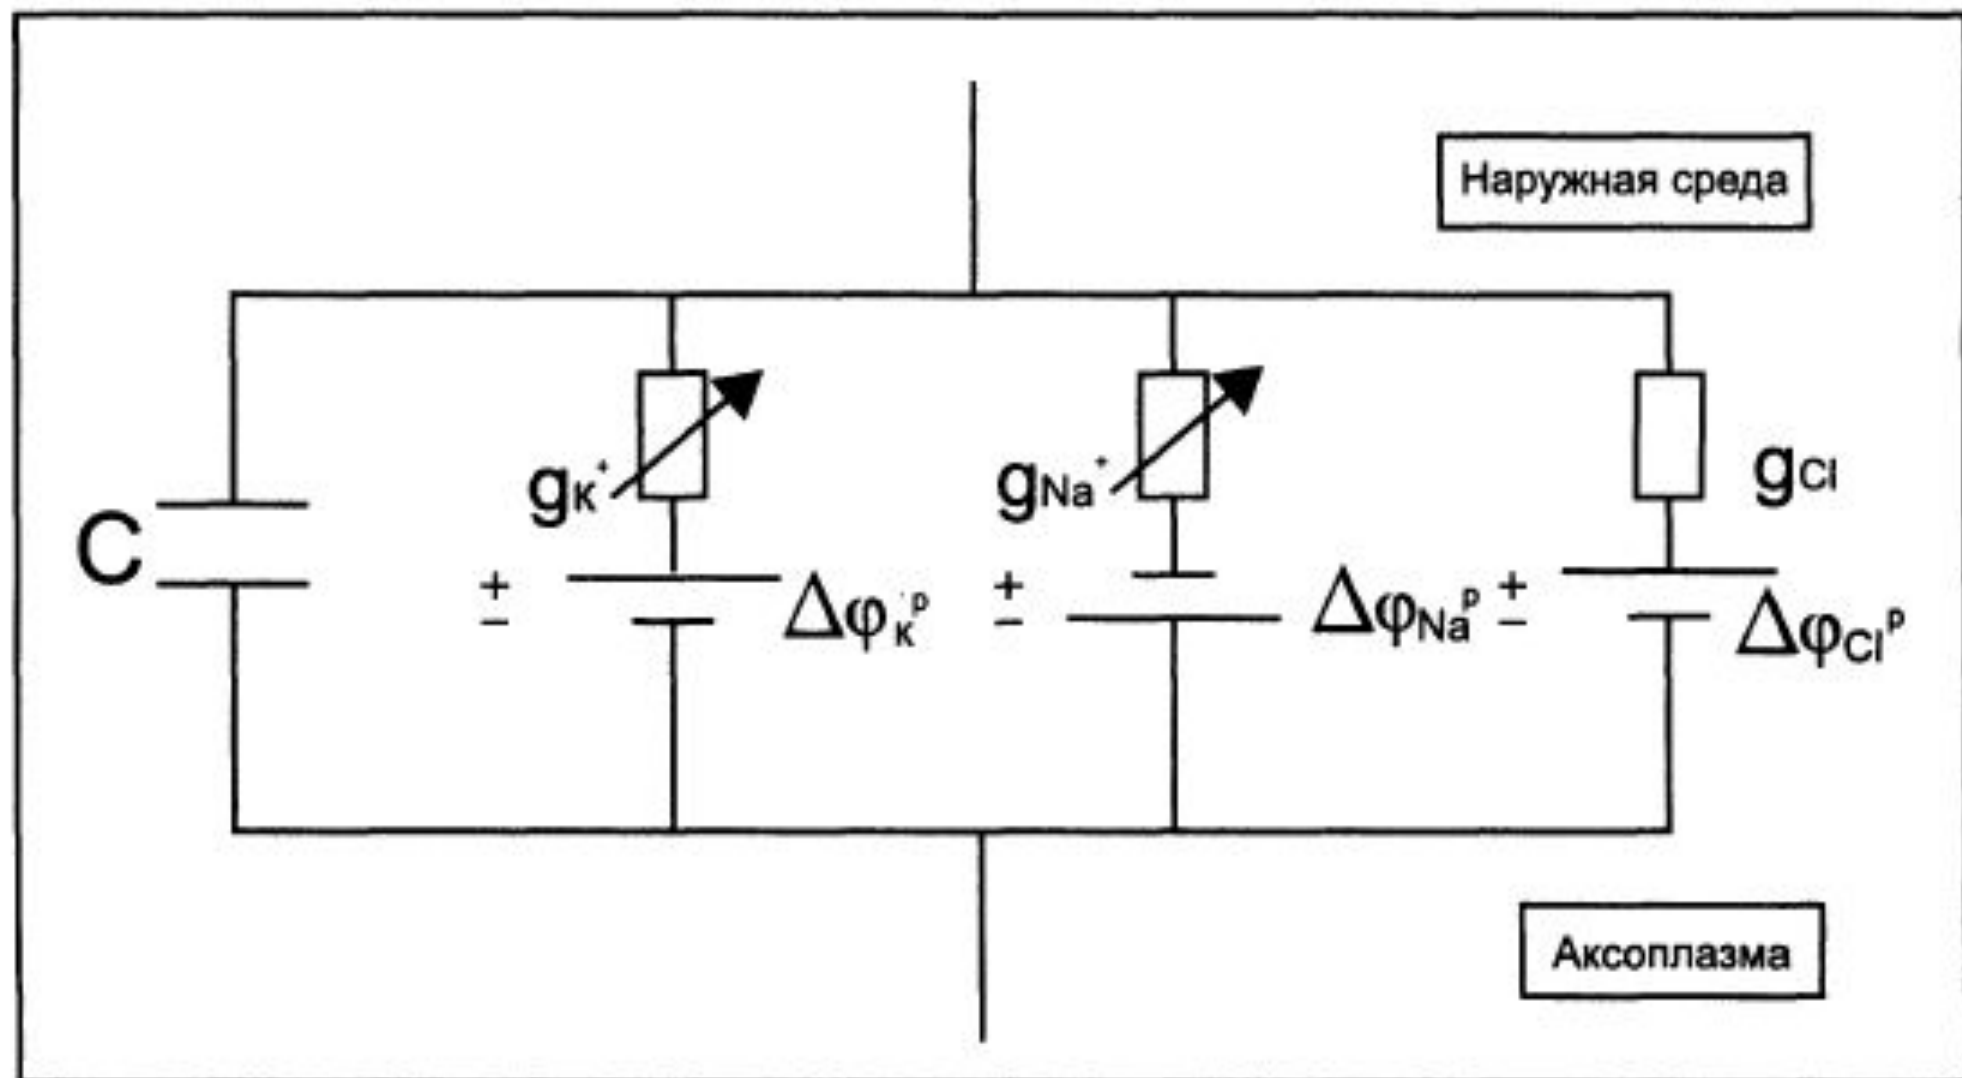 Наружная среда
gK+ gNa+ gCl
C
+ + +
− − −
ΔφKp ΔφNap ΔφClp
Аксоплазма